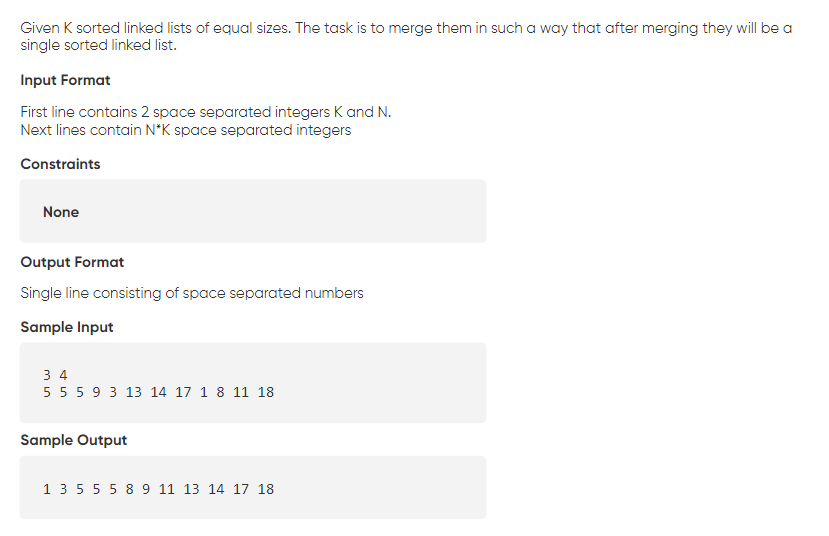 Given K sorted linked lists of equal sizes. The task is to merge them in such a way that after merging they will be a
single sorted linked list.
Input Format
First line contains 2 space separated integers K and N.
Next lines contain N*K space separated integers
Constraints
None
Output Format
Single line consisting of space separated numbers
Sample Input
3 4
5 5 5 9 3 13 14 17 1 8 11 18
Sample Output
1 3 5 5 5 8 9 11 13 14 17 18